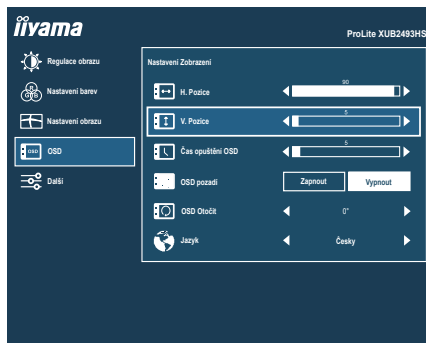 iiyama
ProLite XUB2493HS
Regulace obrazu
Nastavení barev
Nastavení obrazu
OSD
OSD
Další
Nastavení Zobrazení
H. Pozice
90
V. Pozice
5
Čas opuštění OSD
5
OSD pozadí
Zapnout
Vypnout
OSD Otočit
0°
Jazyk
Česky